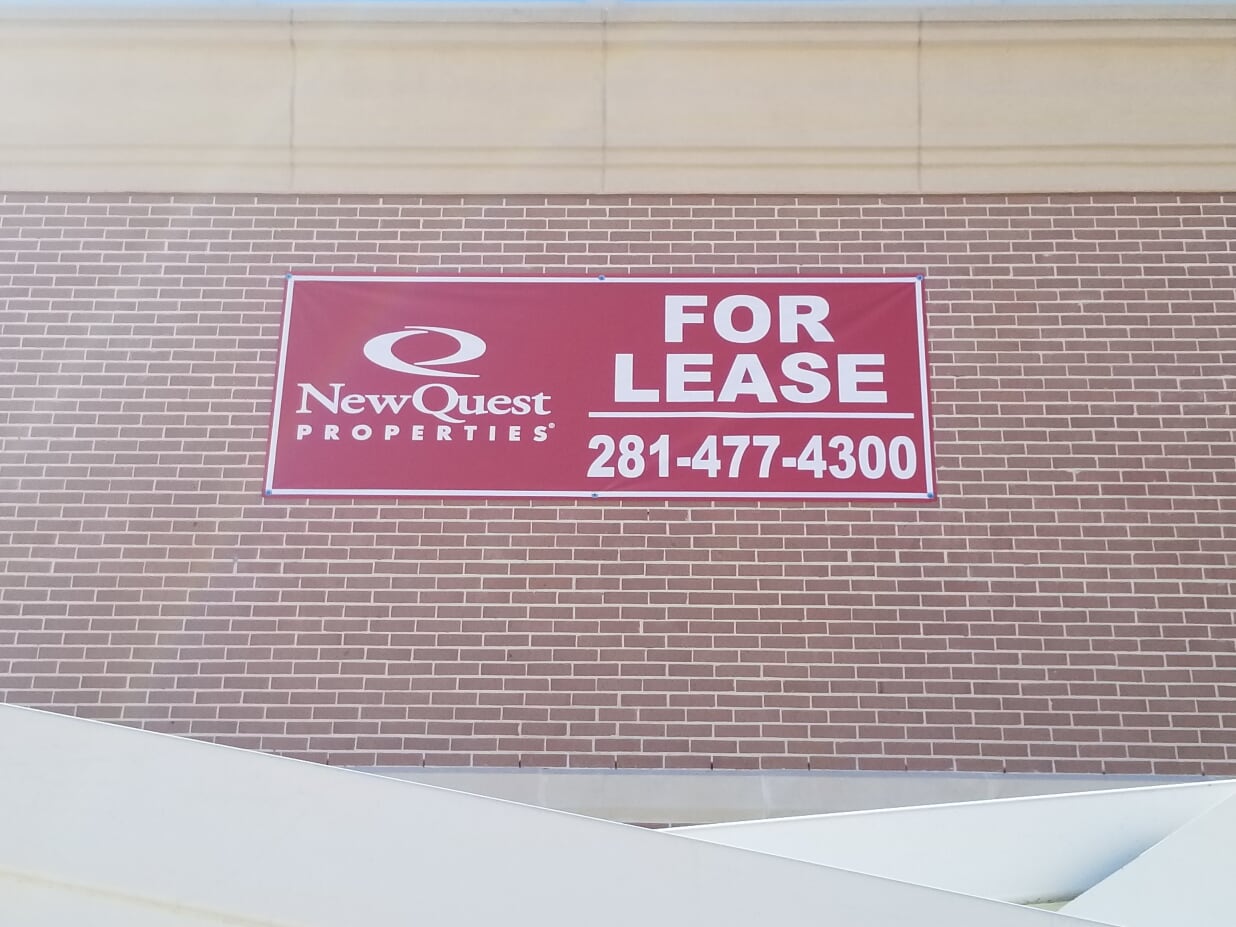 NewQuest
PROPERTIES®
FOR
LEASE
281-477-4300